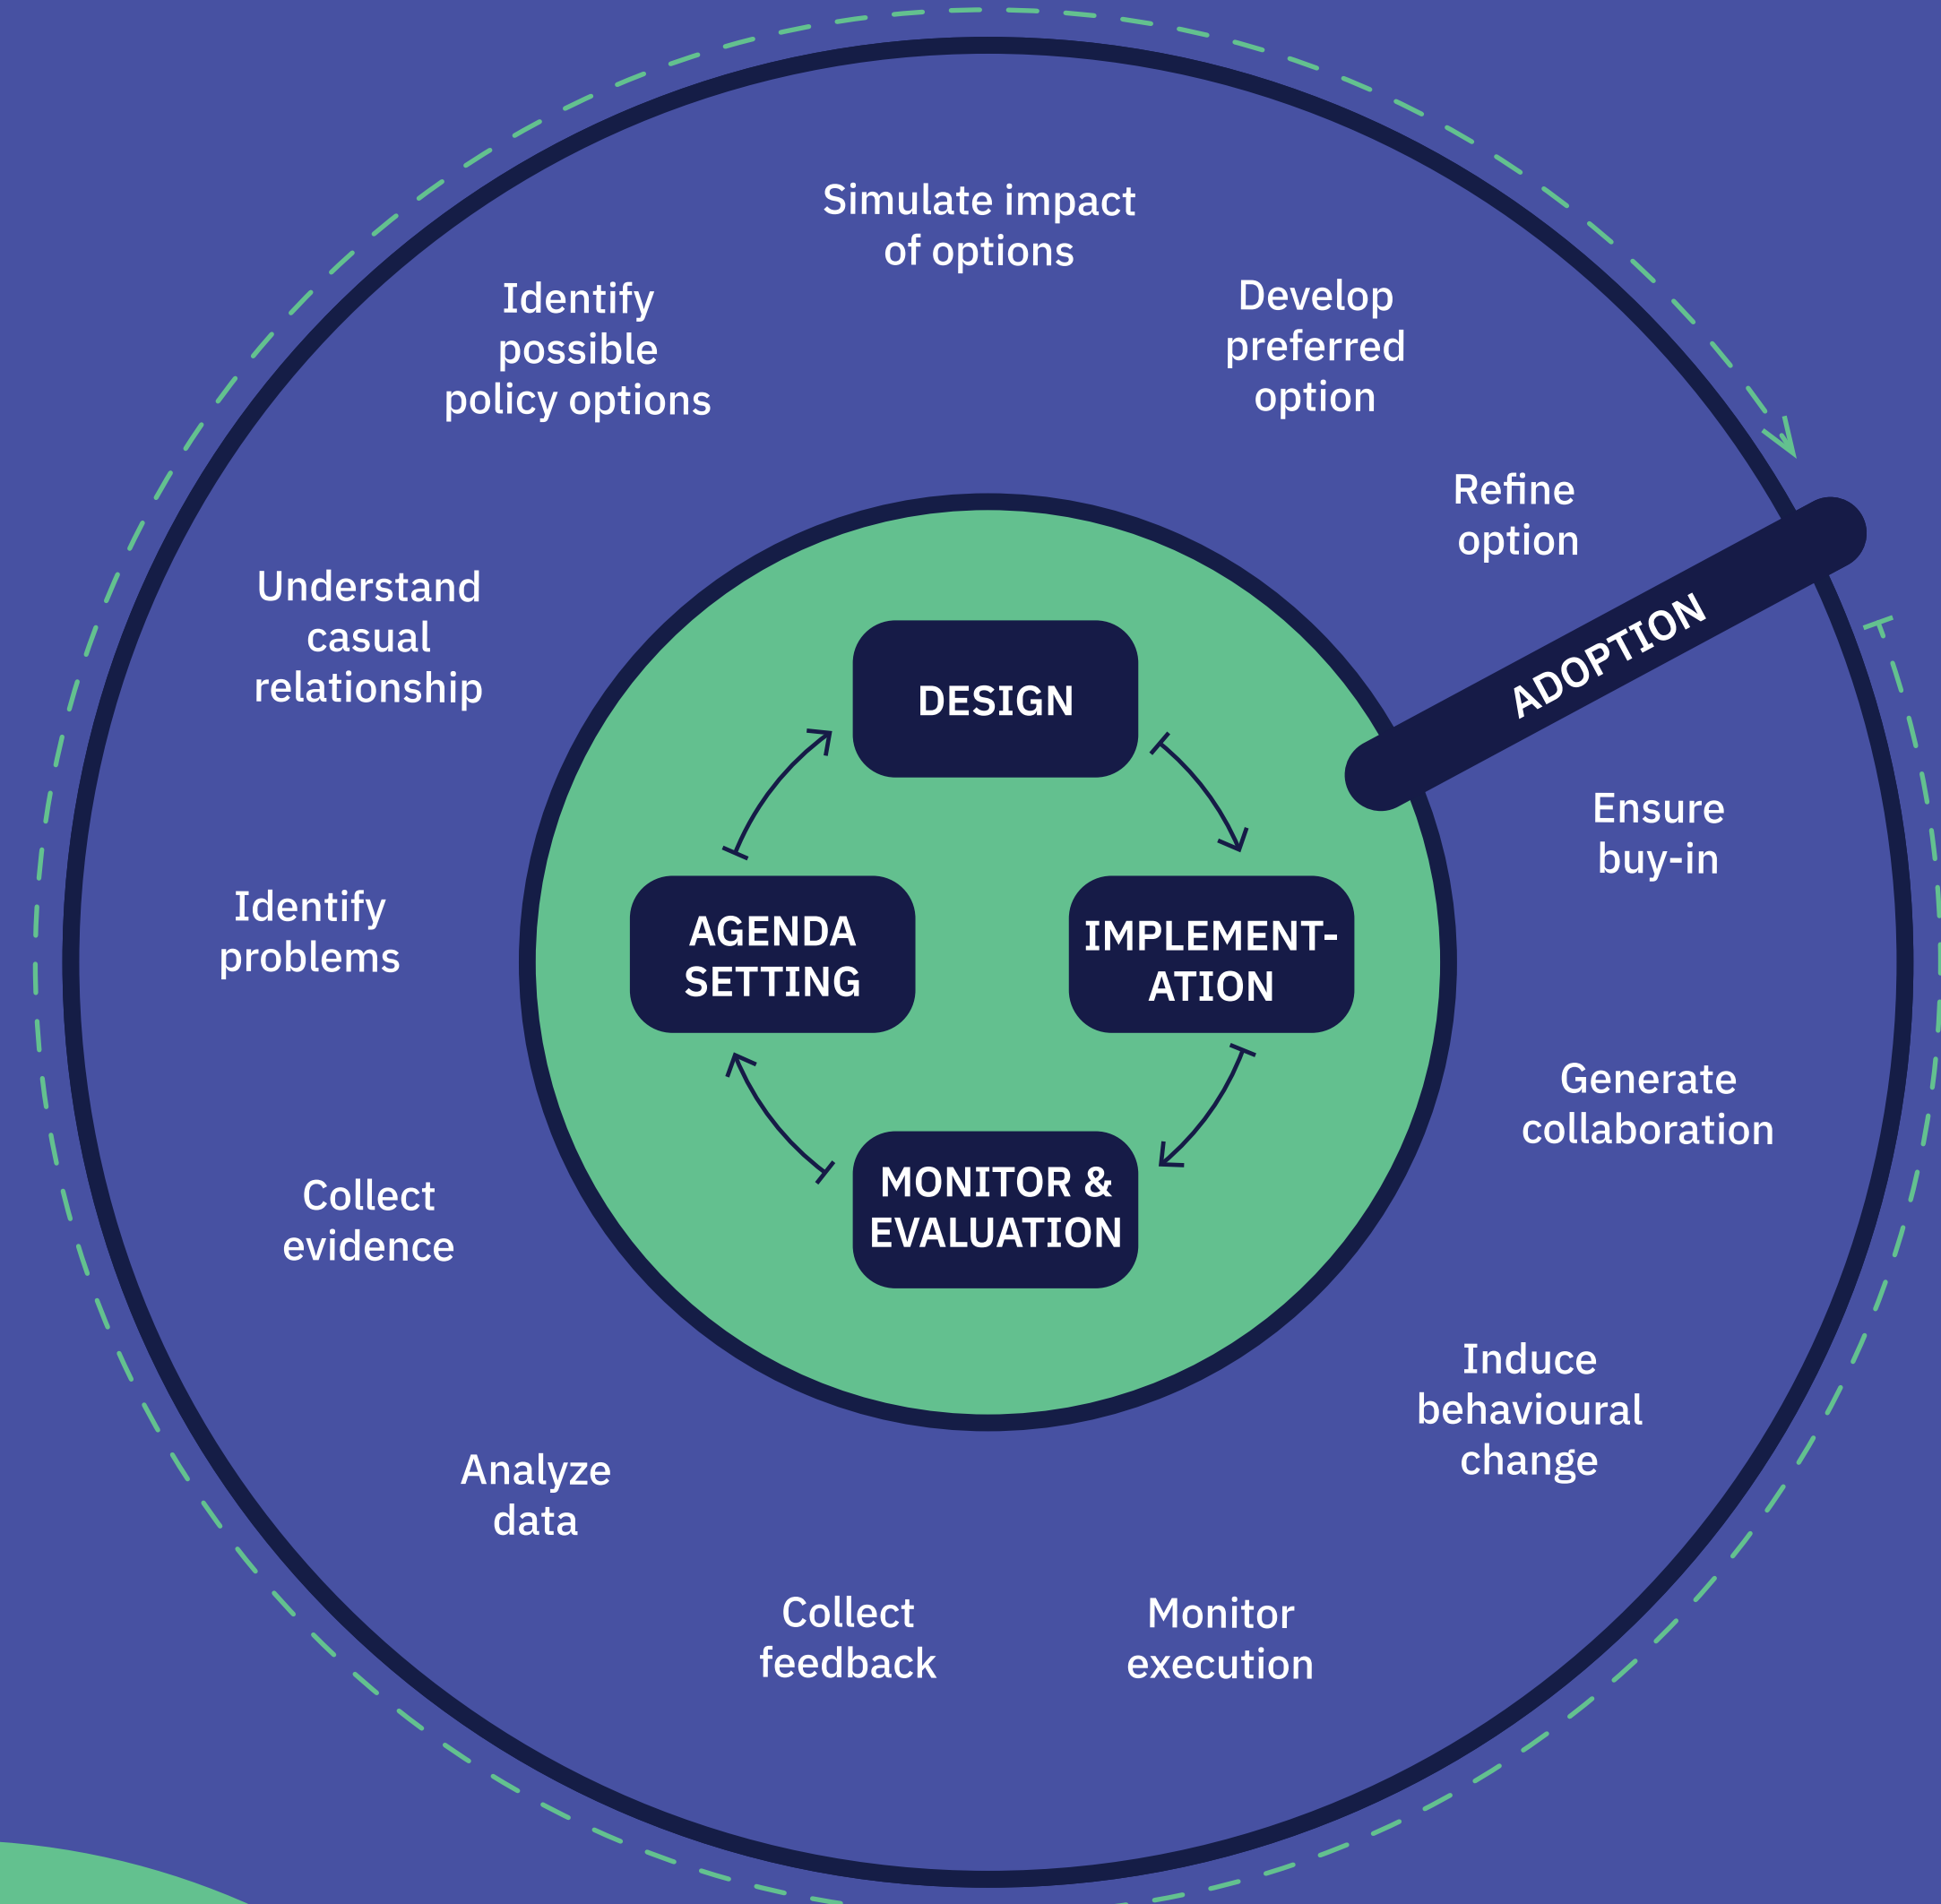 Simulate impact
of options
Develop
preferred
option
Refine
option
ADOPTION
Ensure
buy-in
Generate
collaboration
Induce
behavioural
change
Monitor
execution
Collect
feedback
Analyze
data
Collect
evidence
Identify
problems
Understand
casual
relationship
Identify
possible
policy options
DESIGN
IMPLEMENT-
ATION
MONITOR &
EVALUATION
AGENDA
SETTING